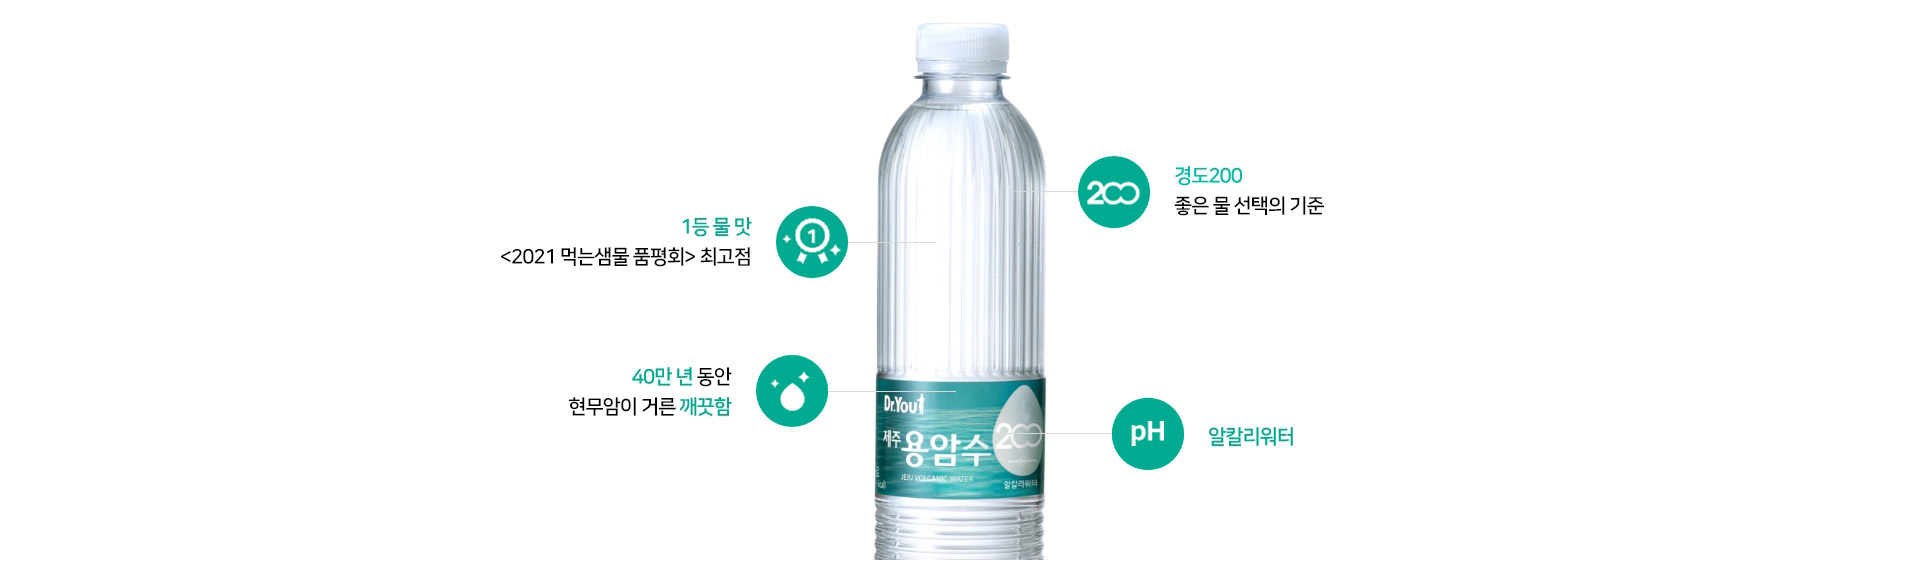 1등 물 맛
<2021 먹는샘물 품평회> 최고점
1
40만 년 동안
현무암이 거른 깨끗함
200
경도200
좋은 물 선택의 기준
pH
알칼리워터
Dr.You
제주 용암수
200
JEJU VOLCANIC WATER
알칼리워터